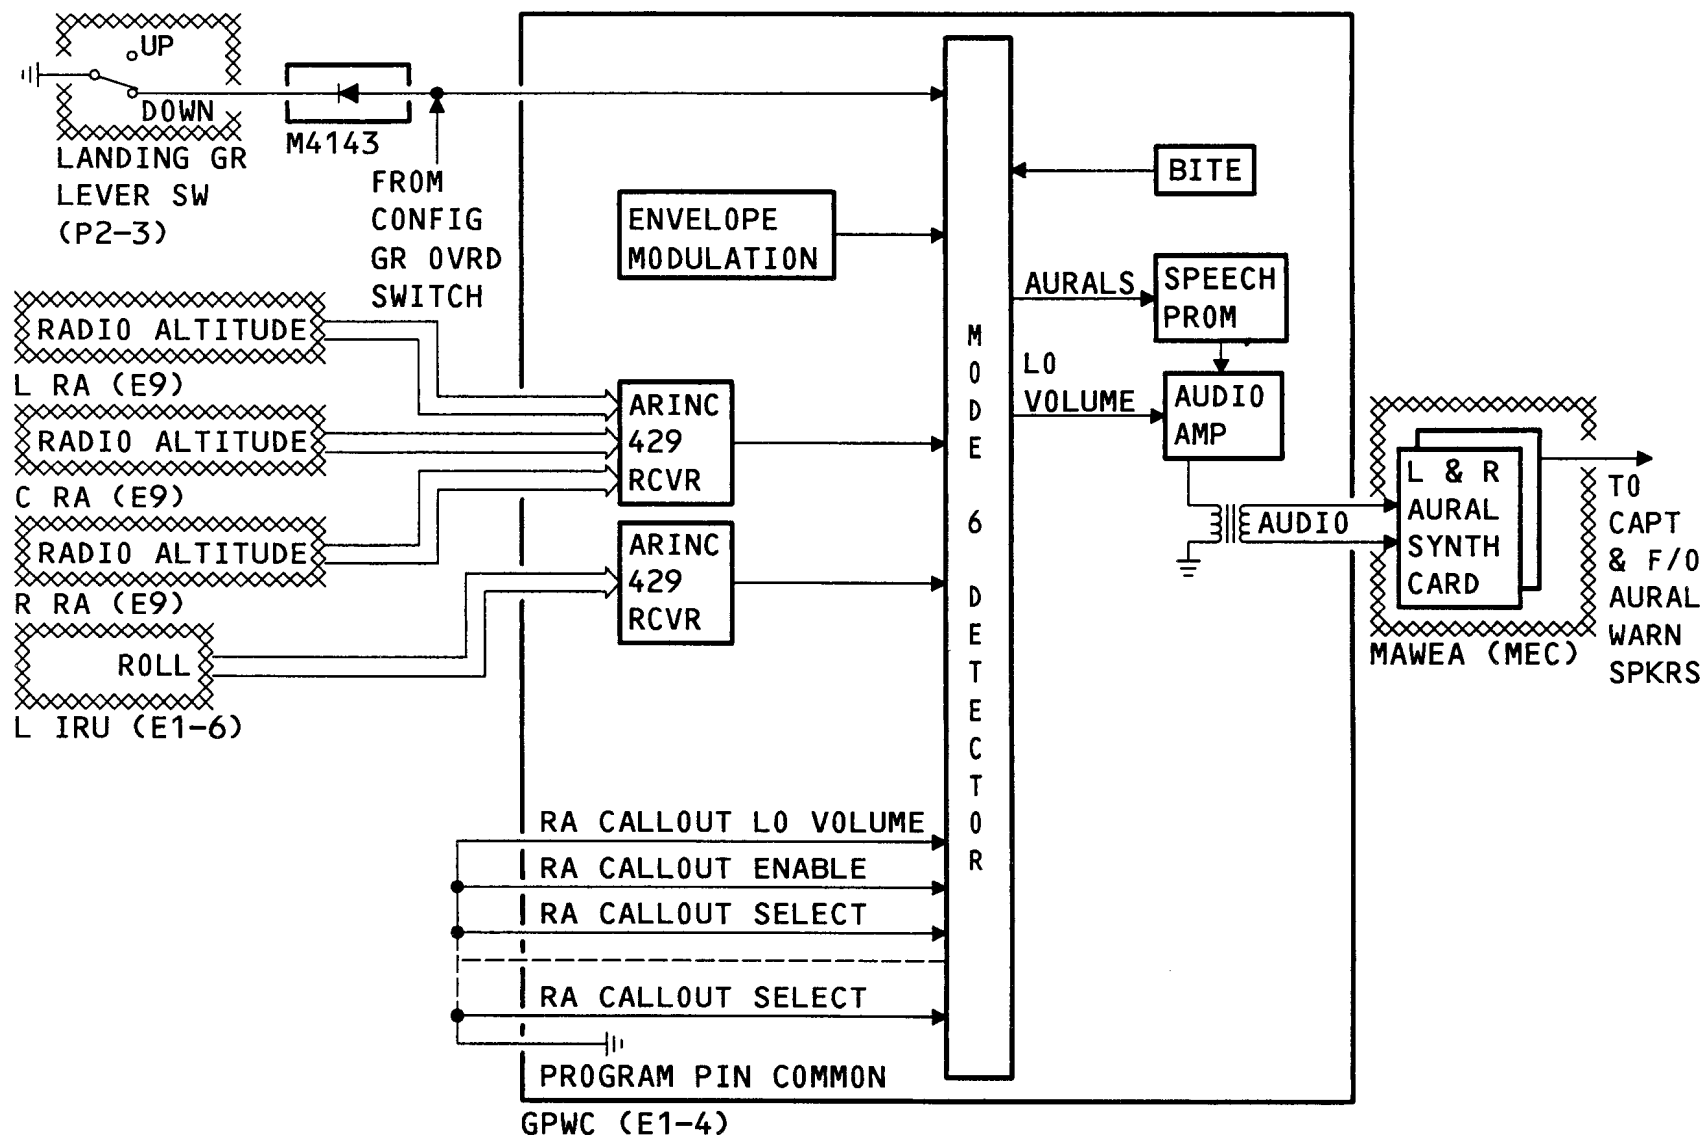 UP
DOWN
LANDING GR
LEVER SW
(P2-3)
M4143
FROM
CONFIG
GR OVRD
SWITCH
RADIO ALTITUDE
L RA (E9)
RADIO ALTITUDE
C RA (E9)
RADIO ALTITUDE
R RA (E9)
ROLL
L IRU (E1-6)
ENVELOPE
MODULATION
ARINC
429
RCVR
ARINC
429
RCVR
RA CALLOUT LO VOLUME
RA CALLOUT ENABLE
RA CALLOUT SELECT
RA CALLOUT SELECT
PROGRAM PIN COMMON
GPWC (E1-4)
MODE 6 DETECTOR
BITE
AURALS
SPEECH
PROM
LO
VOLUME
AUDIO
AMP
AUDIO
L & R
AURAL
SYNTH
CARD
MAWEA (MEC)
TO
CAPT
& F/O
AURAL
WARN
SPKRS